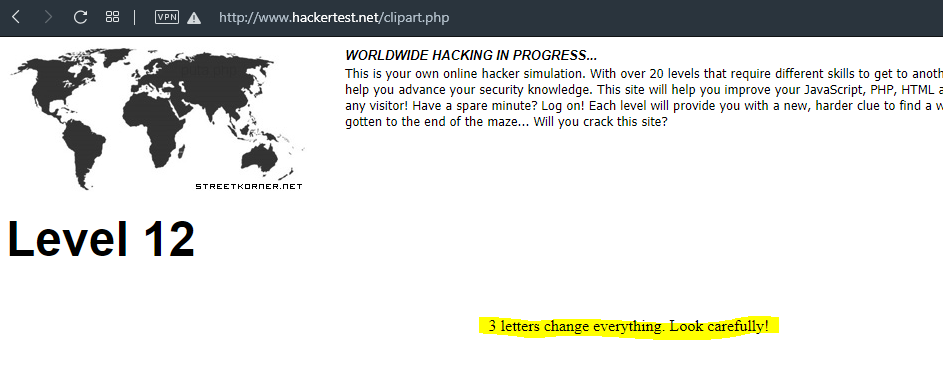 VPN http://www.hackertest.net/clipart.php
WORLDWIDE HACKING IN PROGRESS...
This is your own online hacker simulation. With over 20 levels that require different skills to get to anoth
help you advance your security knowledge. This site will help you improve your JavaScript, PHP, HTML a
any visitor! Have a spare minute? Log on! Each level will provide you with a new, harder clue to find a w
gotten to the end of the maze... Will you crack this site?
STREETKORNER.NET
Level 12
3 letters change everything. Look carefully!